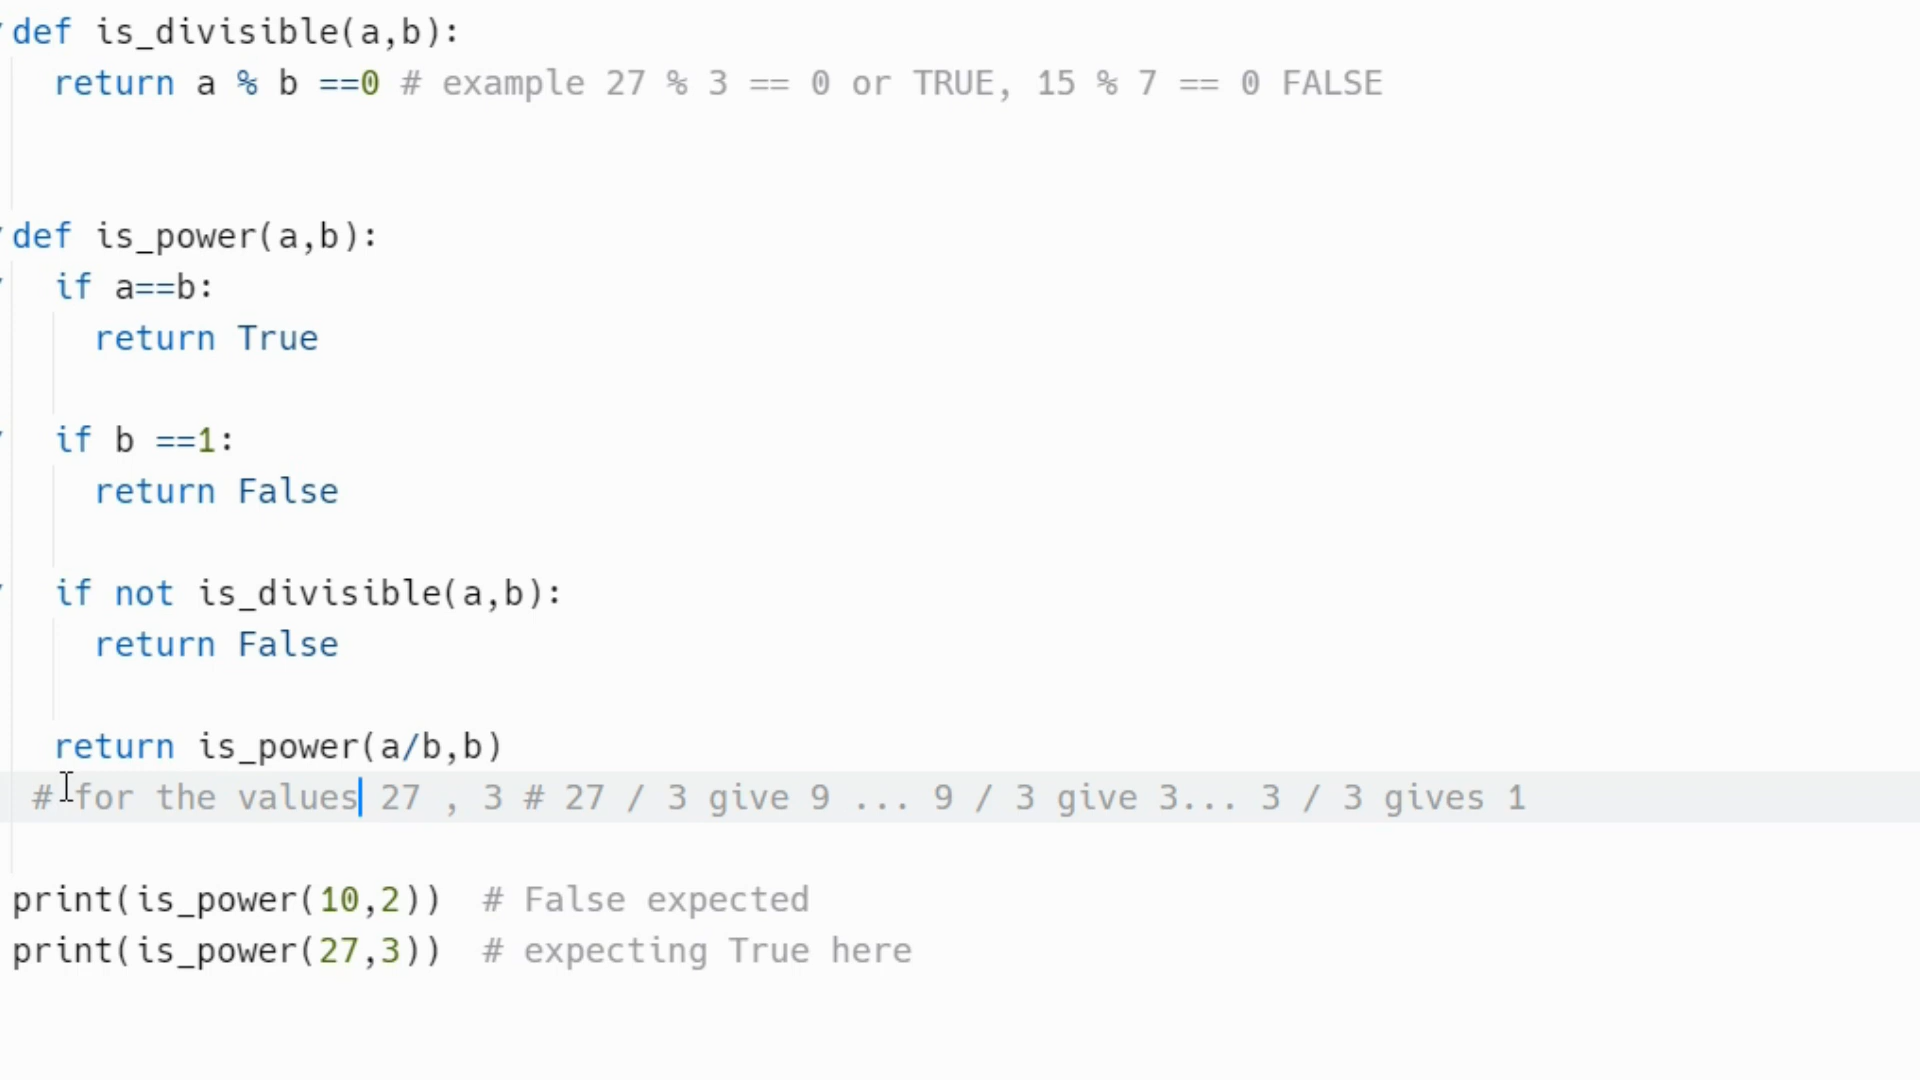 def is_divisible(a,b):
  return a % b ==0 # example 27 % 3 == 0 or TRUE, 15 % 7 == 0 FALSE
def is_power(a,b):
  if a==b:
    return True
  if b ==1:
    return False
  if not is_divisible(a,b):
    return False
  return is_power(a/b,b)
 # for the values 27 , 3 # 27 / 3 give 9 ... 9 / 3 give 3... 3 / 3 gives 1
print(is_power(10,2))  # False expected
print(is_power(27,3))  # expecting True here